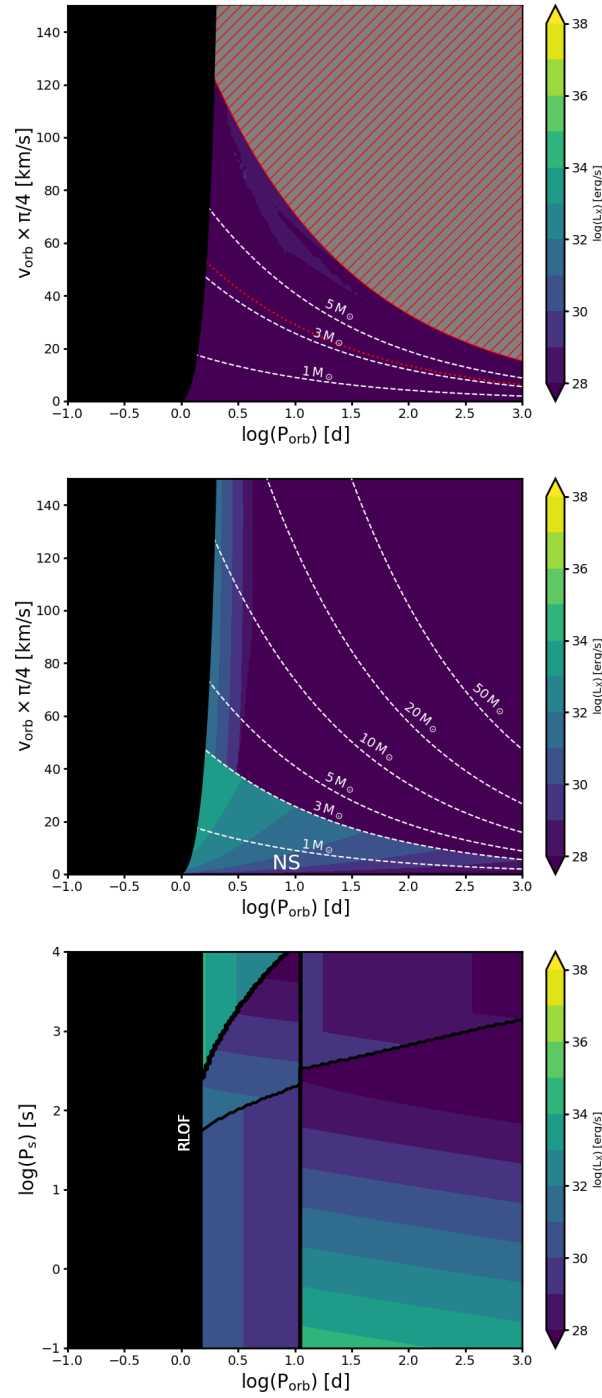 140
120
100
80
60
40
20
0
v_orb × π/4 [km/s]
5 M⊙
3 M⊙
1 M⊙
-1.0 -0.5 0.0 0.5 1.0 1.5 2.0 2.5 3.0
log(P_orb) [d]
38
36
34
32
30
28
log(L_X) [erg/s]
140
120
100
80
60
40
20
0
v_orb × π/4 [km/s]
50 M⊙
20 M⊙
10 M⊙
5 M⊙
3 M⊙
1 M⊙
NS
-1.0 -0.5 0.0 0.5 1.0 1.5 2.0 2.5 3.0
log(P_orb) [d]
38
36
34
32
30
28
log(L_X) [erg/s]
4
3
2
1
0
-1
log(P_s) [s]
RLOF
-1.0 -0.5 0.0 0.5 1.0 1.5 2.0 2.5 3.0
log(P_orb) [d]
38
36
34
32
30
28
log(L_X) [erg/s]